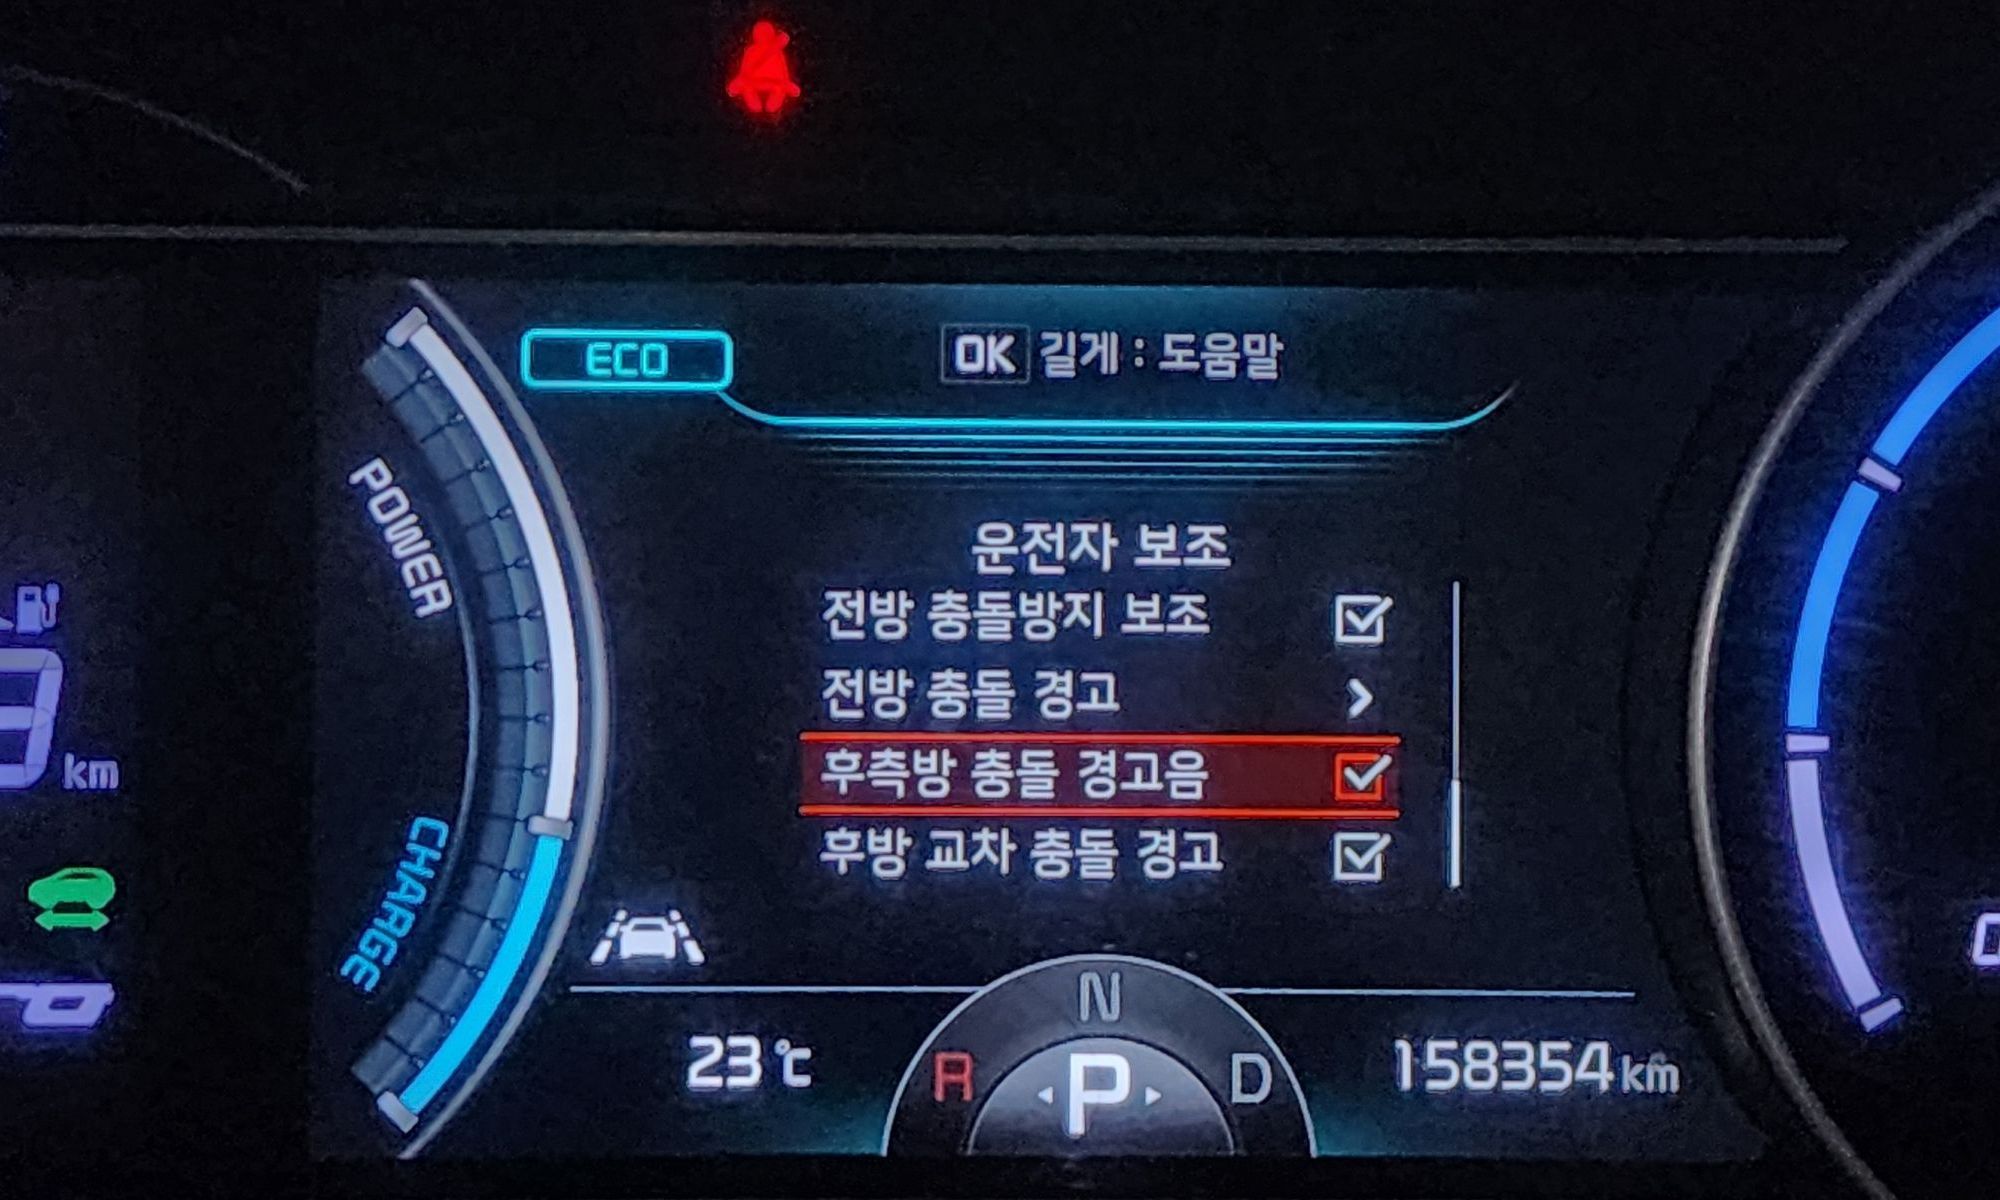 ECO
OK 길게 : 도움말
POWER
운전자 보조
전방 충돌방지 보조
전방 충돌 경고
km
후측방 충돌 경고음
후방 교차 충돌 경고
CHARGE
N
23 °C
R
P
D
158354 km